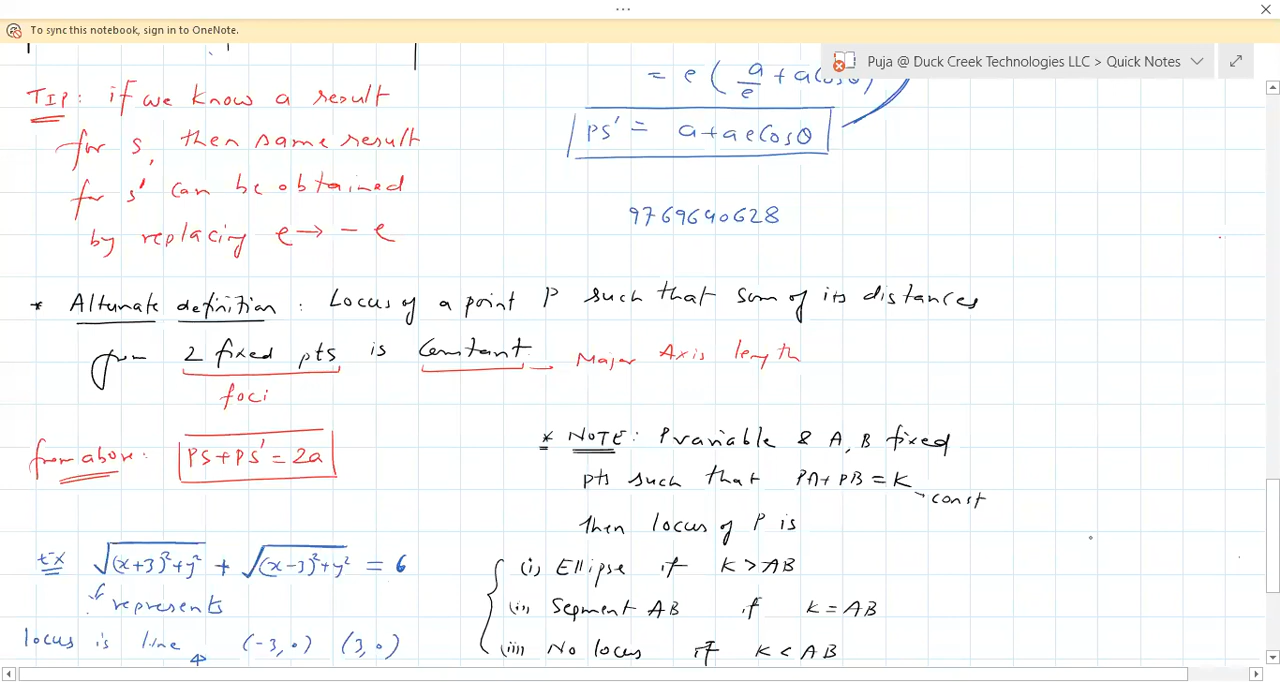 To sync this notebook, sign in to OneNote.
Puja @ Duck Creek Technologies LLC > Quick Notes
TIP: if we know a result
for s, then same result
for s' can be obtained
by replacing e → - e
= e ( a/e + a cosθ )
PS' = a + a e Cosθ
9769640628
* Alternate definition : Locus of a point P such that sum of its distances
from 2 fixed pts is constant → Major Axis length
foci
from above: PS + PS' = 2a
* NOTE: P variable & A, B fixed
pts such that PA + PB = K → const
then locus of P is
(i) Ellipse if K > AB
(ii) Segment AB if K = AB
(iii) No locus if K < AB
EX √(x+3)²+y² + √(x-3)²+y² = 6
represents
locus is line (-3, 0) (3, 0)